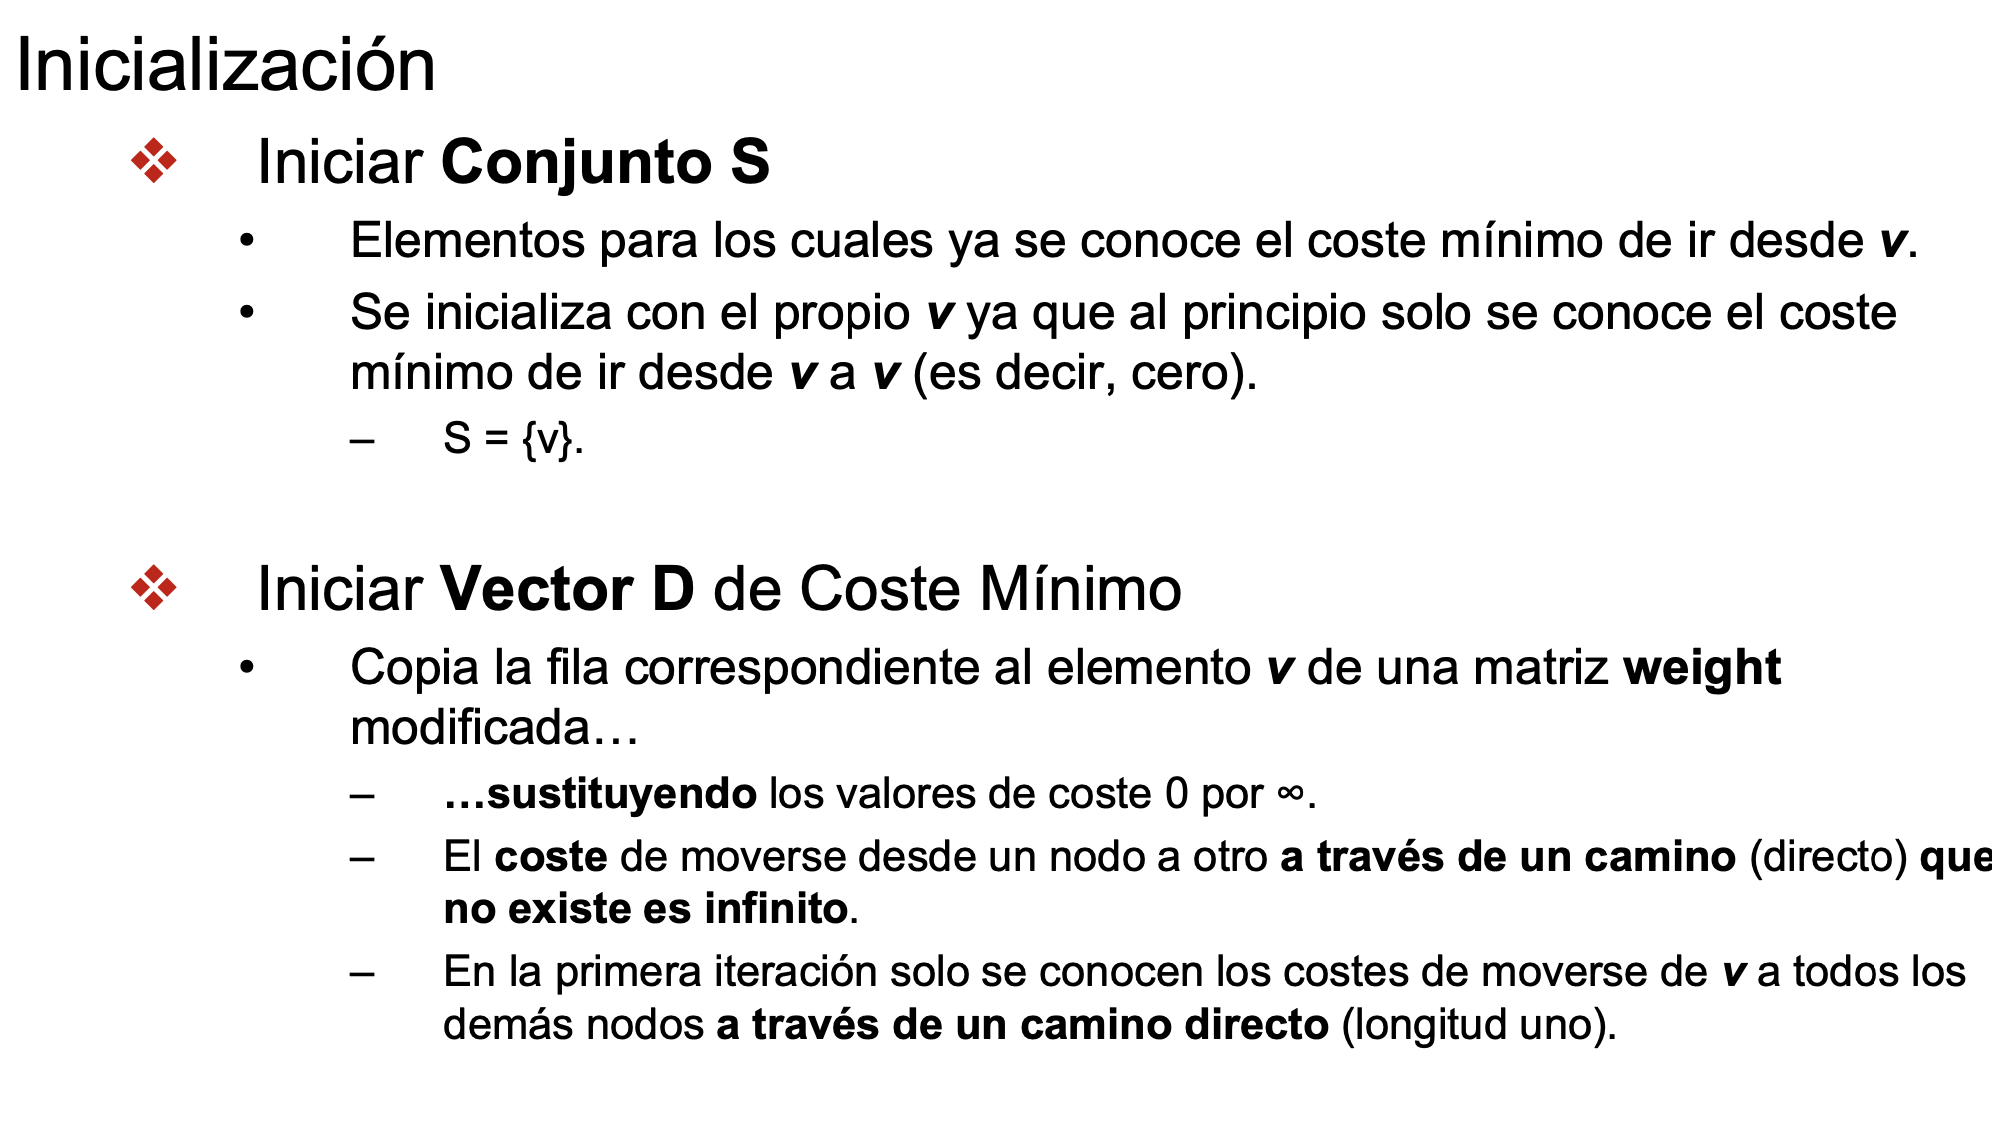 Inicialización
❖ Iniciar Conjunto S
• Elementos para los cuales ya se conoce el coste mínimo de ir desde v.
• Se inicializa con el propio v ya que al principio solo se conoce el coste
mínimo de ir desde v a v (es decir, cero).
– S = {v}.
❖ Iniciar Vector D de Coste Mínimo
• Copia la fila correspondiente al elemento v de una matriz weight
modificada…
– …sustituyendo los valores de coste 0 por ∞.
– El coste de moverse desde un nodo a otro a través de un camino (directo) que
no existe es infinito.
– En la primera iteración solo se conocen los costes de moverse de v a todos los
demás nodos a través de un camino directo (longitud uno).